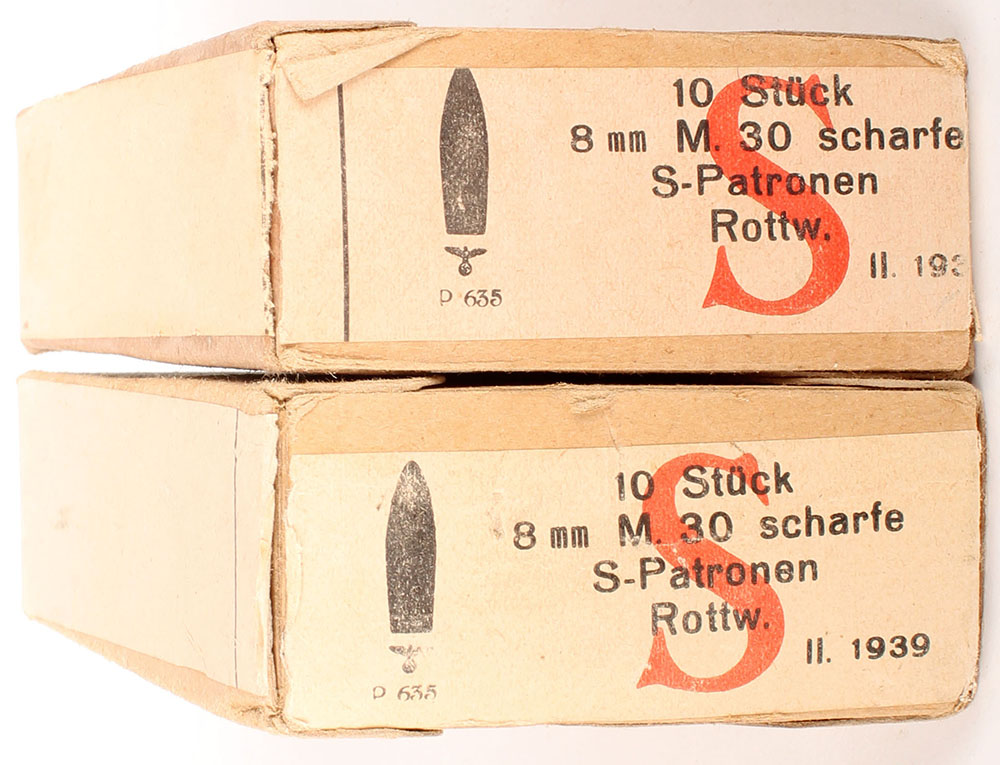 10 Stück
8 mm M. 30 scharfe
S-Patronen
Rottw.
II. 193
S
P 635
10 Stück
8 mm M. 30 scharfe
S-Patronen
Rottw.
II. 1939
S
P 635